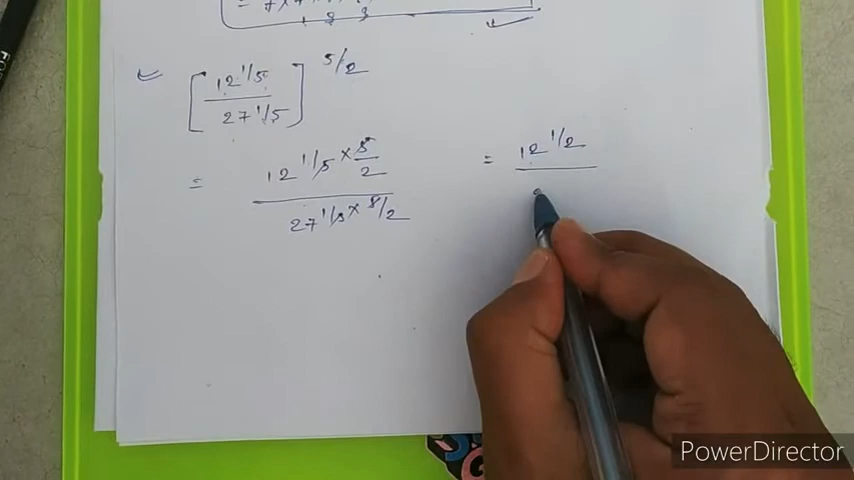 [12^1/5 / 27^1/5]^5/2
= 12^1/5 × 5/2 / 27^1/5 × 5/2 = 12^1/2
PowerDirector